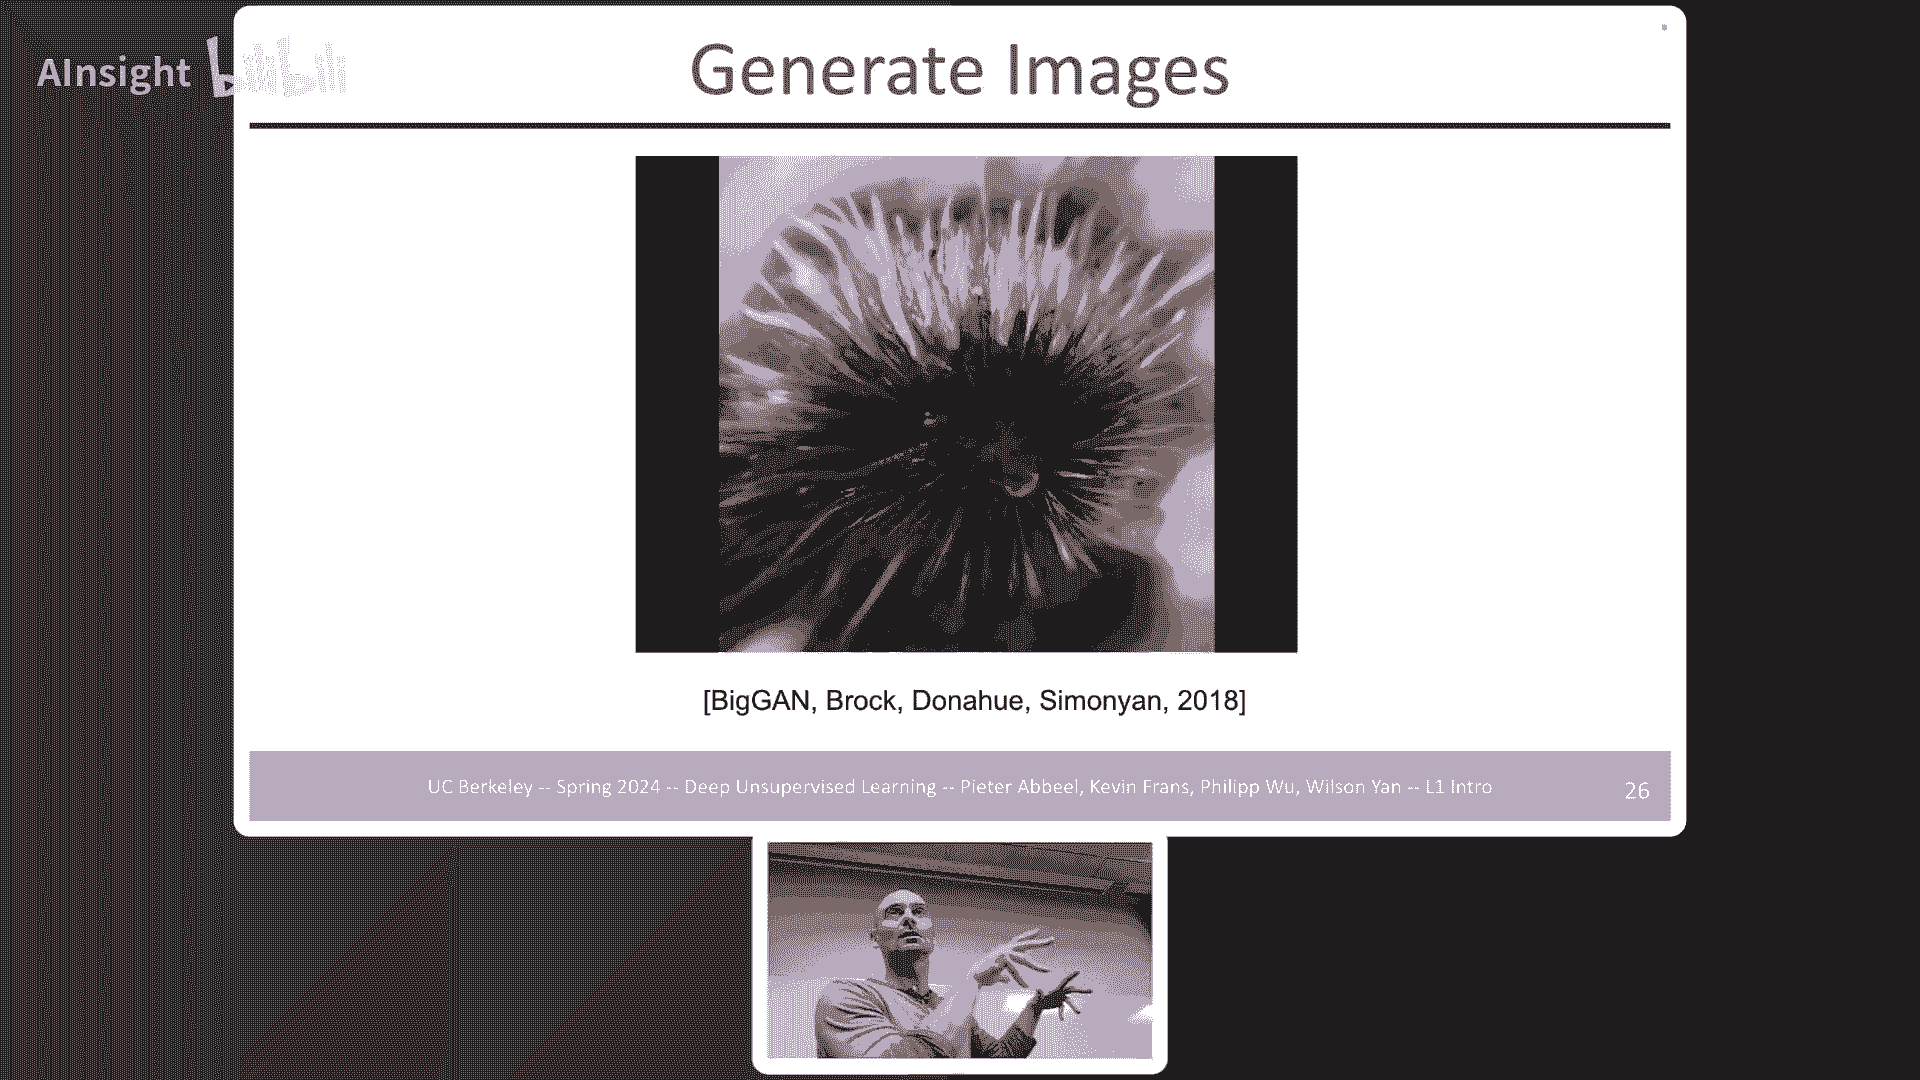 AInsight bilibili
Generate Images
[BigGAN, Brock, Donahue, Simonyan, 2018]
UC Berkeley -- Spring 2024 -- Deep Unsupervised Learning -- Pieter Abbeel, Kevin Frans, Philipp Wu, Wilson Yan -- L1 Intro
26